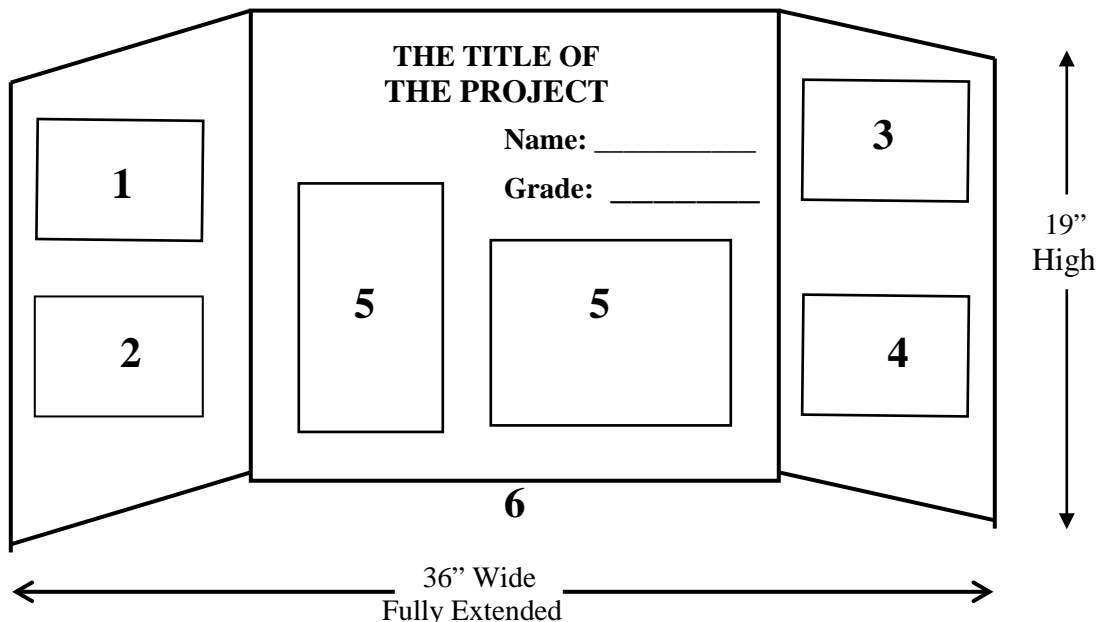 THE TITLE OF
THE PROJECT
Name: ___________
Grade: __________
1
2
5
5
3
4
6
19”
High
36” Wide
Fully Extended